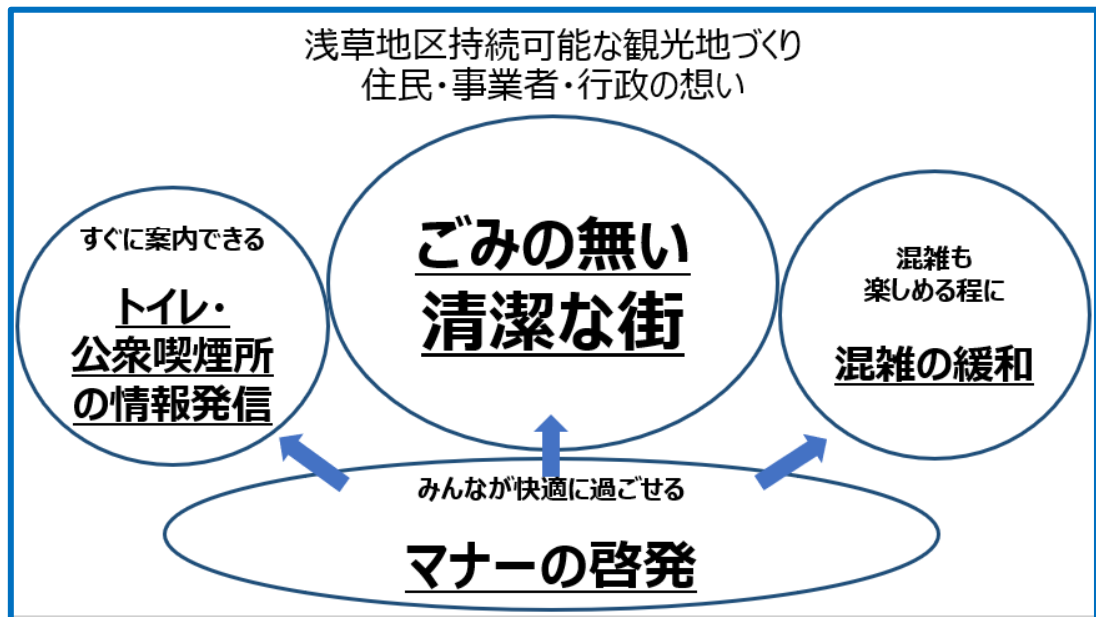 浅草地区持続可能な観光地づくり
住民・事業者・行政の想い
すぐに案内できる
トイレ・
公衆喫煙所
の情報発信
ごみの無い
清潔な街
混雑も
楽しめる程に
混雑の緩和
みんなが快適に過ごせる
マナーの啓発